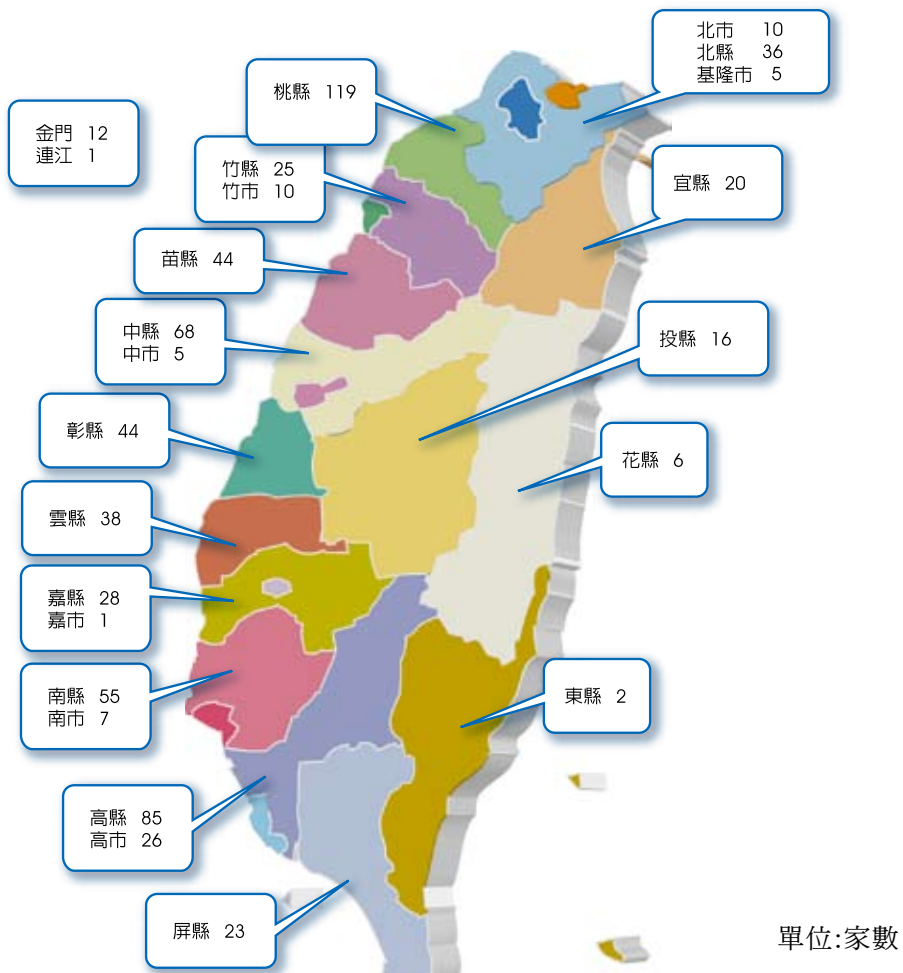 北市 10
北縣 36
基隆市 5
桃縣 119
金門 12
連江 1
竹縣 25
竹市 10
宜縣 20
苗縣 44
中縣 68
中市 5
投縣 16
彰縣 44
花縣 6
雲縣 38
嘉縣 28
嘉市 1
南縣 55
南市 7
東縣 2
高縣 85
高市 26
屏縣 23
單位:家數